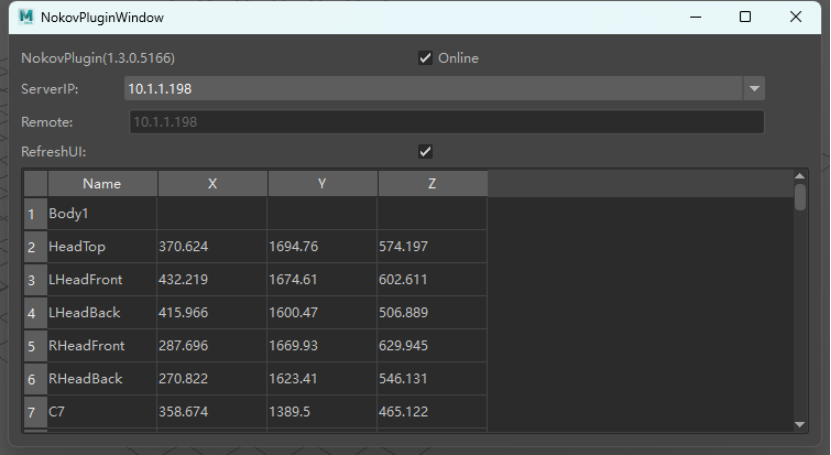 NokovPluginWindow
NokovPlugin(1.3.0.5166) Online
ServerIP: 10.1.1.198
Remote: 10.1.1.198
RefreshUI:
Name X Y Z
1 Body1
2 HeadTop 370.624 1694.76 574.197
3 LHeadFront 432.219 1674.61 602.611
4 LHeadBack 415.966 1600.47 506.889
5 RHeadFront 287.696 1669.93 629.945
6 RHeadBack 270.822 1623.41 546.131
7 C7 358.674 1389.5 465.122